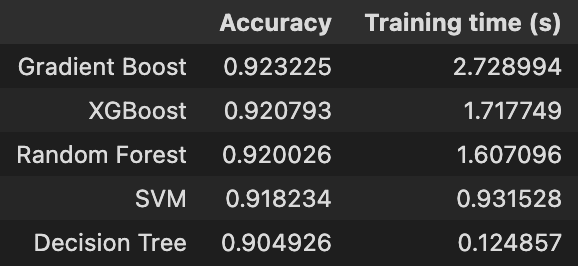 Accuracy Training time (s)
Gradient Boost 0.923225 2.728994
XGBoost 0.920793 1.717749
Random Forest 0.920026 1.607096
SVM 0.918234 0.931528
Decision Tree 0.904926 0.124857